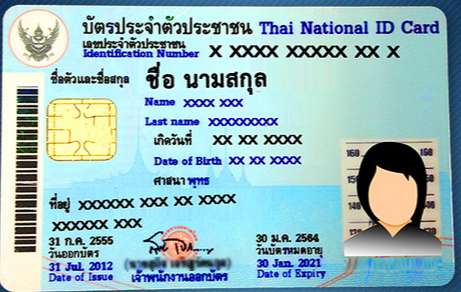 บัตรประจำตัวประชาชน Thai National ID Card
เลขประจำตัวประชาชน
Identification Number X XXXX XXXXX XX X
ชื่อตัวและชื่อสกุล ชื่อ นามสกุล
Name XXXX XXX
Last name XXXXXXXXXX
เกิดวันที่ XX XX XXXX
Date of Birth XX XX XXXX
ศาสนา พุทธ
ที่อยู่ XXXXXX XXX XX XXXX
XXXXXX XXX
31 ก.ค. 2555
วันออกบัตร
31 Jul. 2012
Date of Issue
เจ้าพนักงานออกบัตร
30 ม.ค. 2564
วันบัตรหมดอายุ
30 Jan. 2021
Date of Expiry
160 160
150